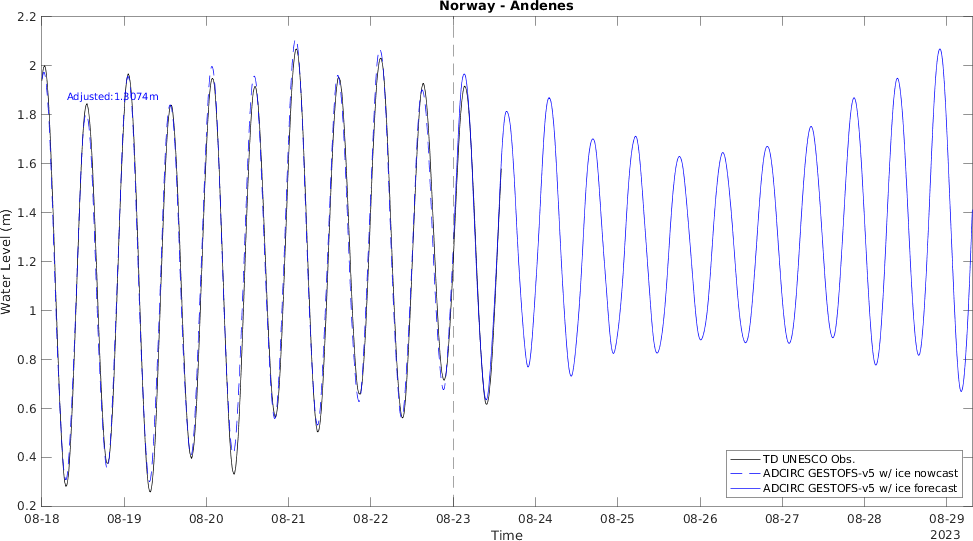 Norway - Andenes
2.2
2
1.8
1.6
1.4
1.2
1
0.8
0.6
0.4
0.2
Water Level (m)
Adjusted:1.3074m
TD UNESCO Obs.
ADCIRC GESTOFS-v5 w/ ice nowcast
ADCIRC GESTOFS-v5 w/ ice forecast
08-18 08-19 08-20 08-21 08-22 08-23 08-24 08-25 08-26 08-27 08-28 08-29
2023
Time